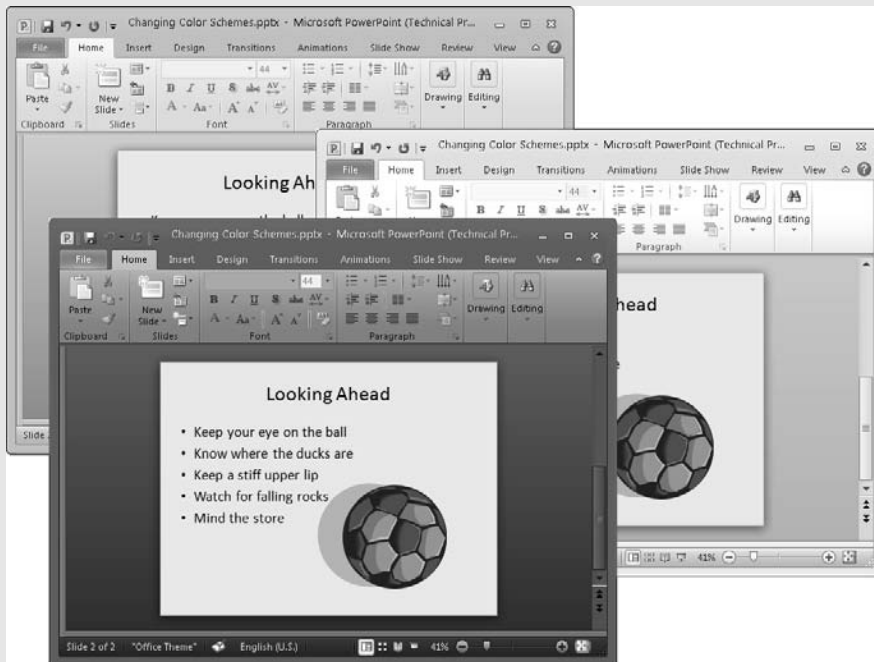 Changing Color Schemes.pptx - Microsoft PowerPoint (Technical Pr...
File Home Insert Design Transitions Animations Slide Show Review View
44
Paste New Slide Drawing Editing
Clipboard Slides Font Paragraph
Looking Ah
Slide
Changing Color Schemes.pptx - Microsoft PowerPoint (Technical Pr...
File Home Insert Design Transitions Animations Slide Show Review View
44
Drawing Editing
Paragraph
head
41%
Changing Color Schemes.pptx - Microsoft PowerPoint (Technical Pr...
File Home Insert Design Transitions Animations Slide Show Review View
44
Paste New Slide Drawing Editing
Clipboard Slides Font Paragraph
Looking Ahead
• Keep your eye on the ball
• Know where the ducks are
• Keep a stiff upper lip
• Watch for falling rocks
• Mind the store
Slide 2 of 2 "Office Theme" English (U.S.) 41%